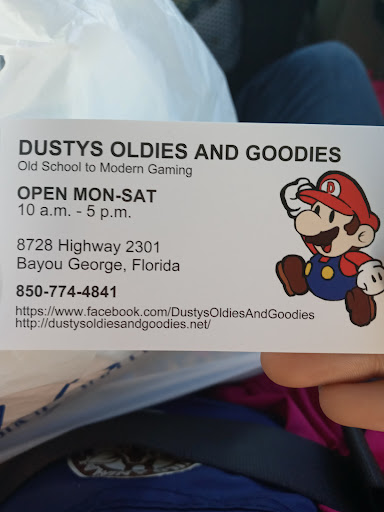 DUSTYS OLDIES AND GOODIES
Old School to Modern Gaming
OPEN MON-SAT
10 a.m. - 5 p.m.
8728 Highway 2301
Bayou George, Florida
850-774-4841
https://www.facebook.com/DustysOldiesAndGoodies
http://dustysoldiesandgoodies.net/
D